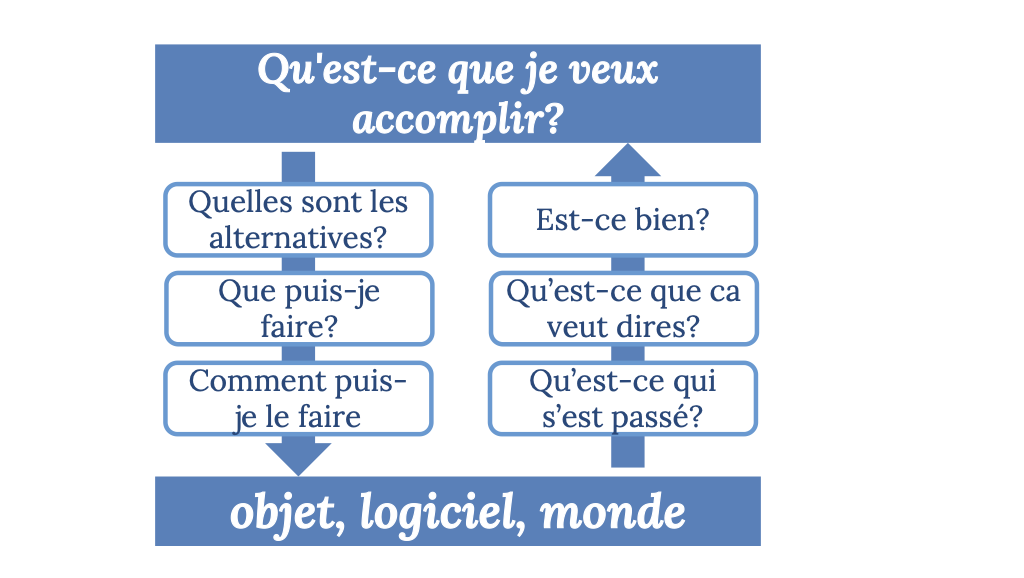 Qu'est-ce que je veux
accomplir?
Quelles sont les
alternatives?
Que puis-je
faire?
Comment puis-
je le faire
Est-ce bien?
Qu’est-ce que ca
veut dires?
Qu’est-ce qui
s’est passé?
objet, logiciel, monde